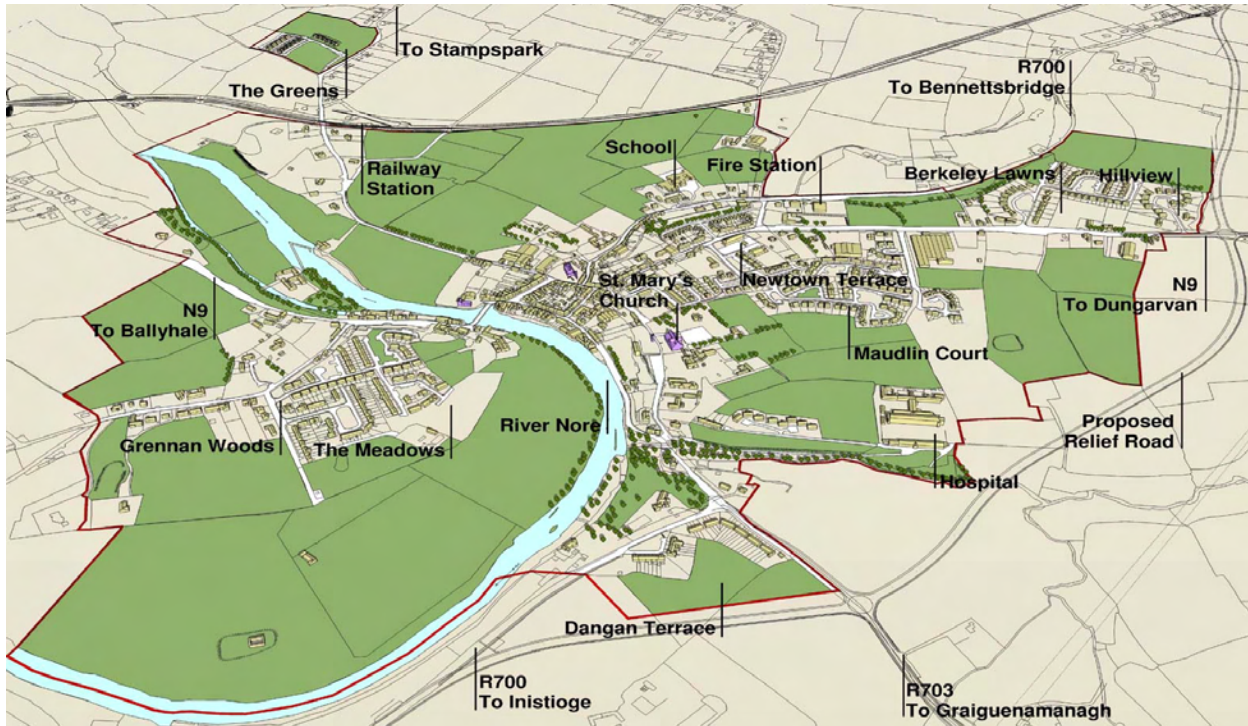 To Stampspark
The Greens
R700
To Bennettsbridge
Railway
Station
School
Fire Station
Berkeley Lawns
Hillview
N9
To Ballyhale
St. Mary's
Church
Newtown Terrace
N9
To Dungarvan
Maudlin Court
Grennan Woods
The Meadows
River Nore
Proposed
Relief Road
Hospital
Dangan Terrace
R700
To Inistioge
R703
To Graiguenamanagh